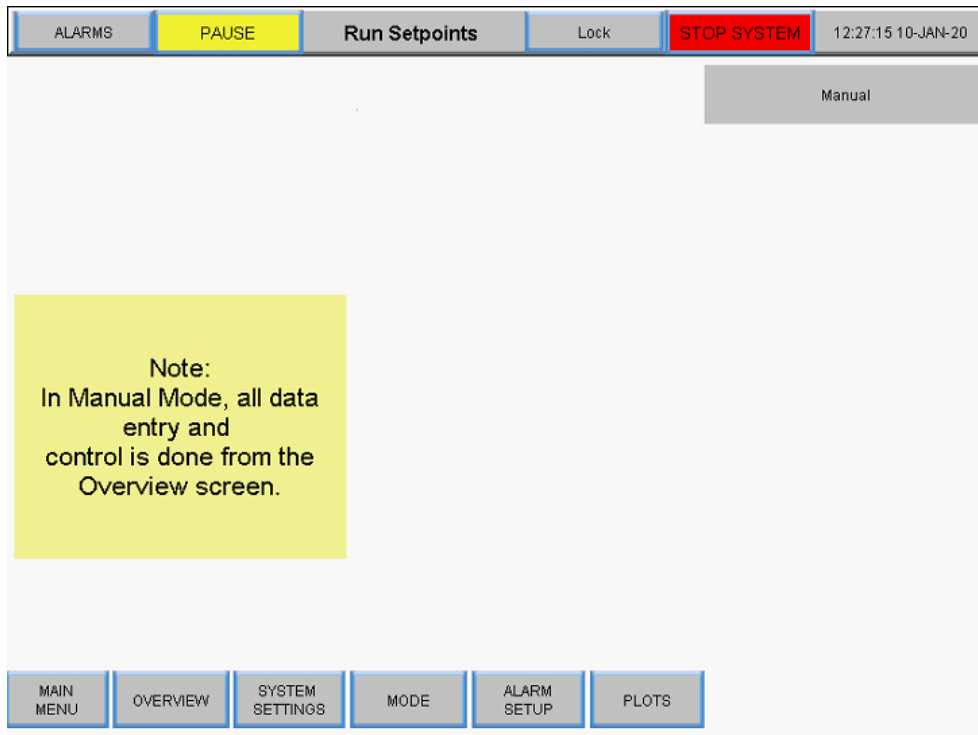 ALARMS
PAUSE
Run Setpoints
Lock
STOP SYSTEM
12:27:15 10-JAN-20
Manual
Note:
In Manual Mode, all data
entry and
control is done from the
Overview screen.
MAIN
MENU
OVERVIEW
SYSTEM
SETTINGS
MODE
ALARM
SETUP
PLOTS